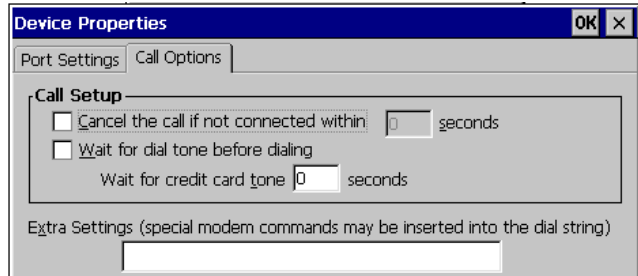 Device Properties OK ×
Port Settings Call Options
Call Setup
Cancel the call if not connected within 0 seconds
Wait for dial tone before dialing
Wait for credit card tone 0 seconds
Extra Settings (special modem commands may be inserted into the dial string)